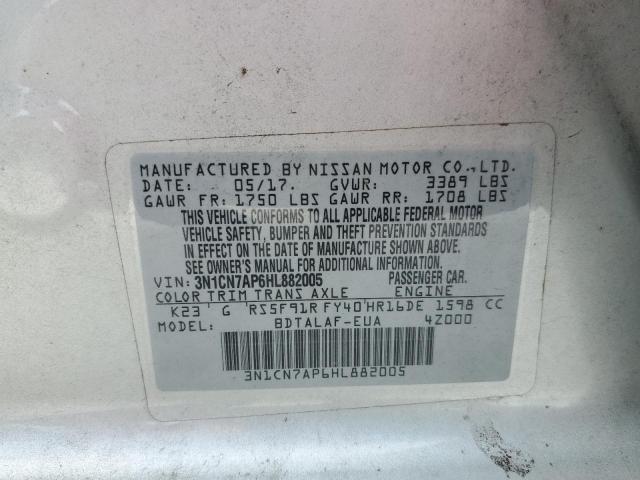 MANUFACTURED BY NISSAN MOTOR CO.,LTD.
DATE: 05/17. GVWR: 3389 LBS
GAWR FR: 1750 LBS GAWR RR: 1708 LBS
THIS VEHICLE CONFORMS TO ALL APPLICABLE FEDERAL MOTOR
VEHICLE SAFETY, BUMPER AND THEFT PREVENTION STANDARDS
IN EFFECT ON THE DATE OF MANUFACTURE SHOWN ABOVE.
SEE OWNER'S MANUAL FOR ADDITIONAL INFORMATION.
VIN: 3N1CN7AP6HL882005 PASSENGER CAR.
COLOR TRIM TRANS AXLE ENGINE
K23 G RS5F91R FY40 HR16DE 1598 CC
MODEL: BDTALAF-EUA 4Z000
3N1CN7AP6HL882005